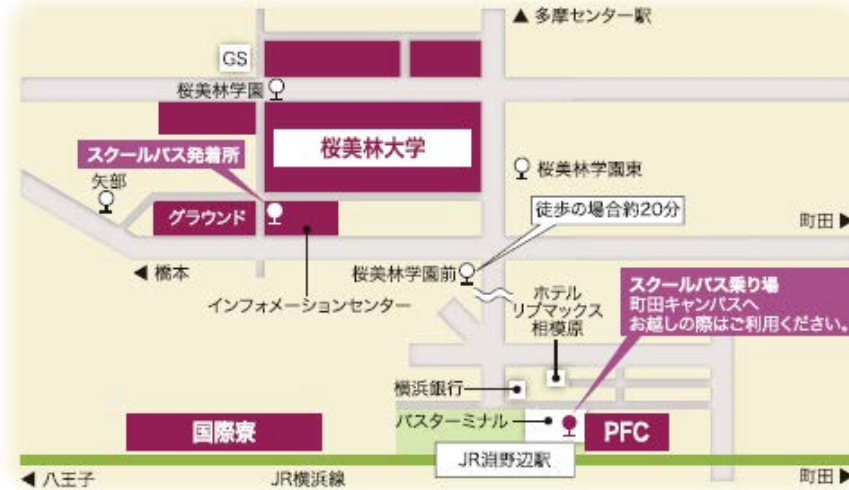 ▲ 多摩センター駅
GS
桜美林学園
桜美林大学
スクールバス発着所
桜美林学園東
矢部
徒歩の場合約20分
グラウンド
町田 ▶
◀ 橋本
桜美林学園前
インフォメーションセンター
ホテル
リブマックス
相模原
スクールバス乗り場
町田キャンパスへ
お越しの際はご利用ください。
横浜銀行
バスターミナル
国際寮
PFC
JR淵野辺駅
◀ 八王子
JR横浜線
町田 ▶